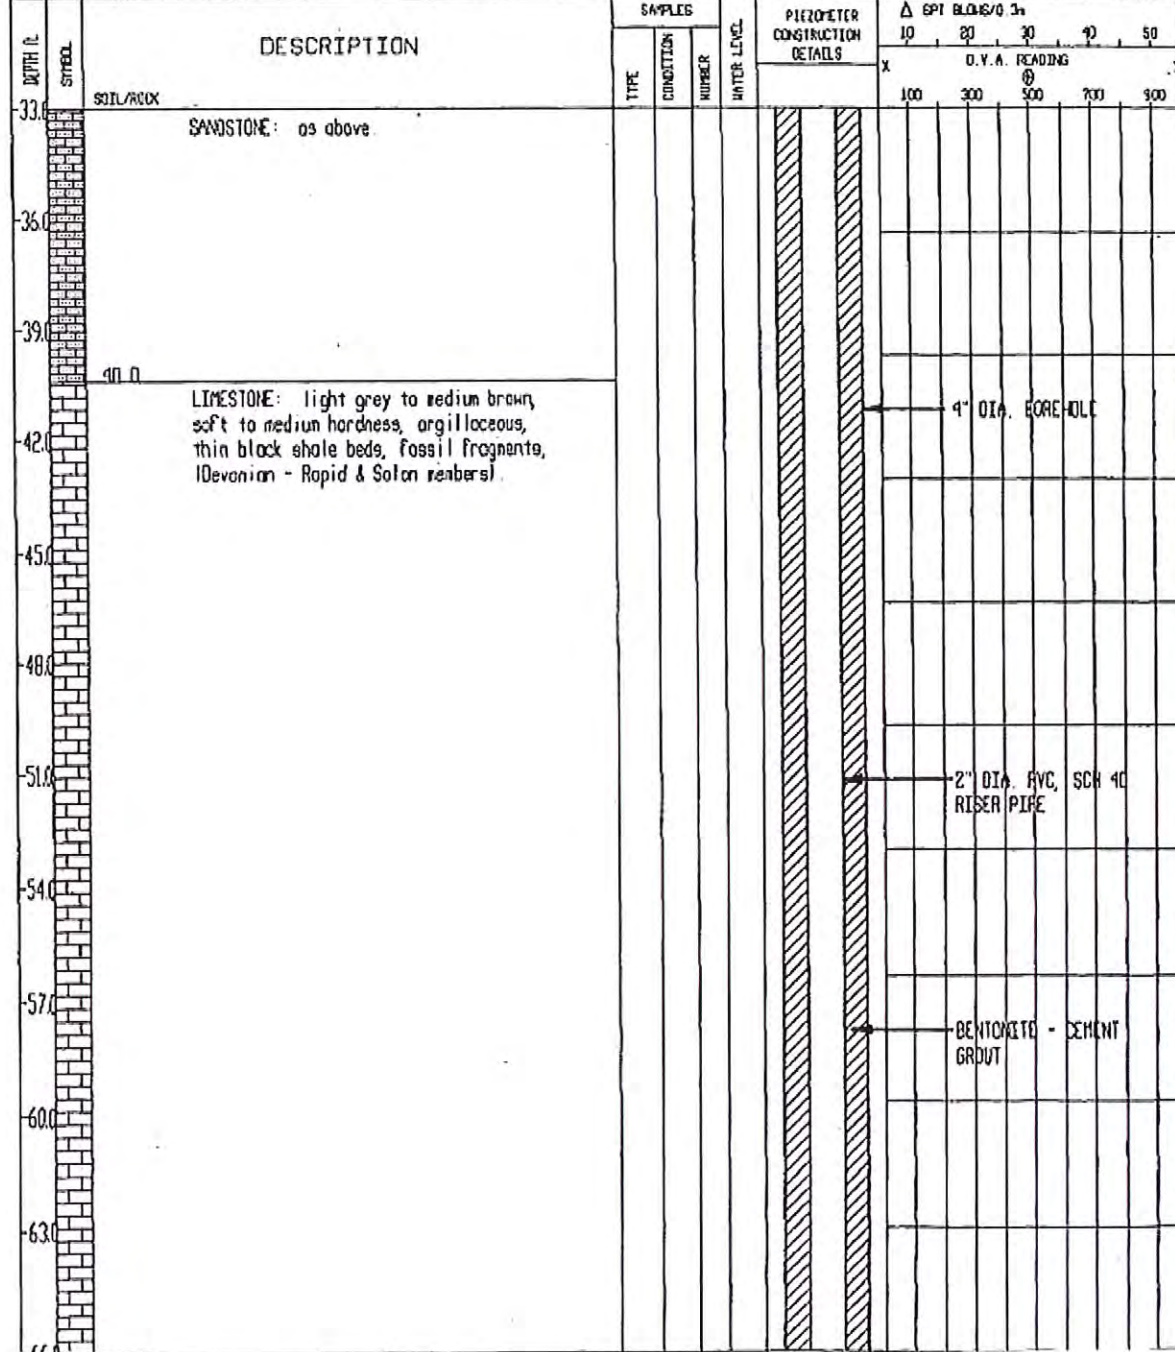 DEPTH ft.
SYMBOL
DESCRIPTION
SOIL/ROCK
SAMPLES
TYPE
CONDITION
NUMBER
WATER LEVEL
PIEZOMETER
CONSTRUCTION
DETAILS
Δ SPT BLOWS/0.3m
10 20 30 40 50
X O.V.A. READING
100 300 500 700 900
-33.0
SANDSTONE: as above
-36.0
-39.0
40.0
LIMESTONE: light grey to medium brown,
soft to medium hardness, argillaceous,
thin black shale beds, fossil fragments,
(Devonian - Rapid & Solon members)
4" DIA. BOREHOLE
-42.0
-45.0
-48.0
-51.0
2" DIA. PVC, SCH 40
RISER PIPE
-54.0
-57.0
BENTONITE - CEMENT
GROUT
-60.0
-63.0